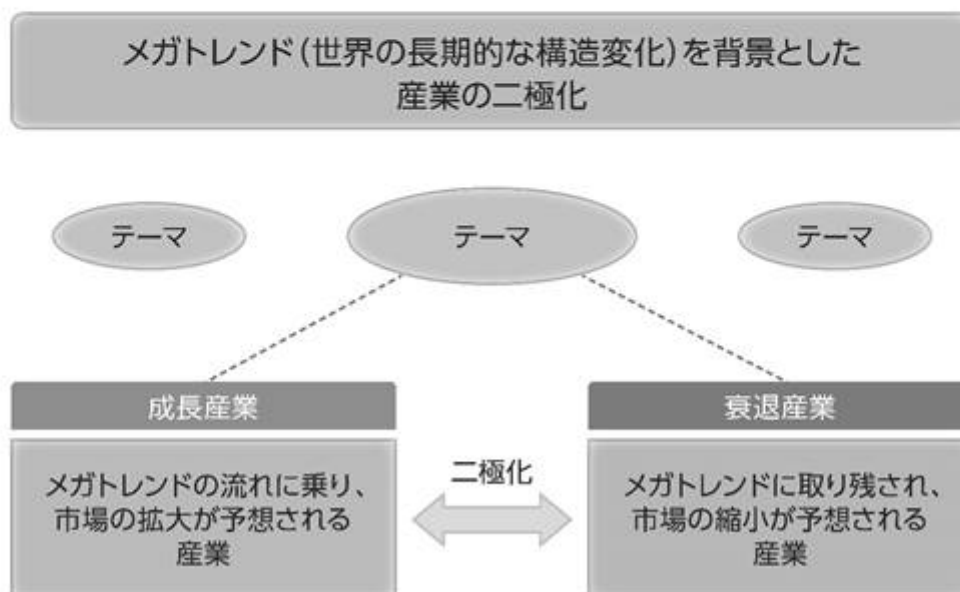 メガトレンド(世界の長期的な構造変化)を背景とした
産業の二極化
テーマ
テーマ
テーマ
成長産業
メガトレンドの流れに乗り、
市場の拡大が予想される
産業
二極化
衰退産業
メガトレンドに取り残され、
市場の縮小が予想される
産業